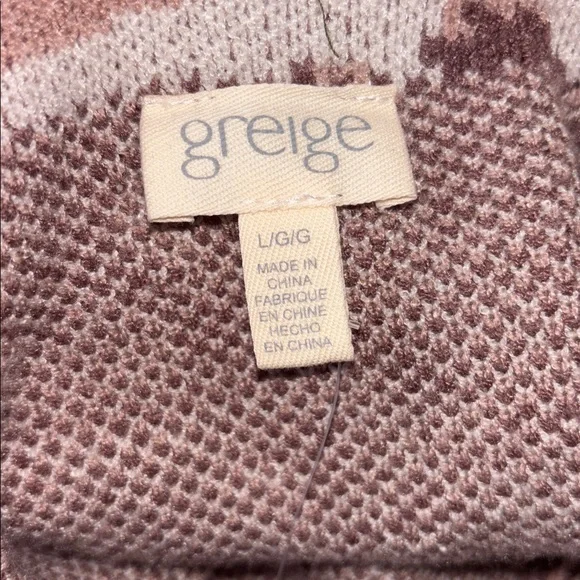 greige
L/G/G
MADE IN
CHINA
FABRIQUE
EN CHINE
HECHO
EN CHINA